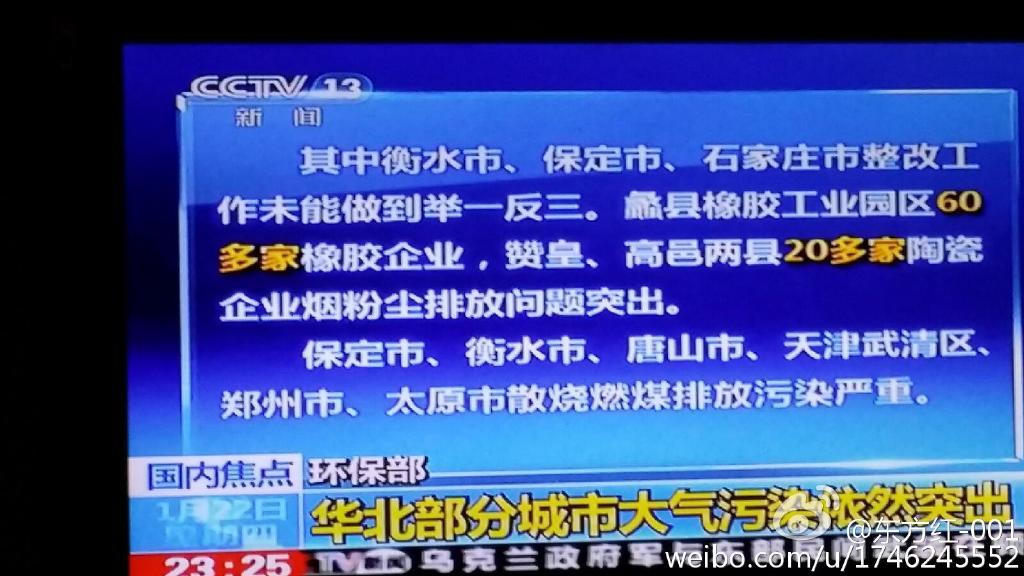 CCTV 13
新闻
其中衡水市、保定市、石家庄市整改工
作未能做到举一反三。蠡县橡胶工业园区60
多家橡胶企业，赞皇、高邑两县20多家陶瓷
企业烟粉尘排放问题突出。
保定市、衡水市、唐山市、天津武清区、
郑州市、太原市散烧燃煤排放污染严重。
国内焦点
环保部
1月22日
星期四
华北部分城市大气污染依然突出
23:25
乌克兰政府军与
@东方红_001
weibo.com/u/1746245552